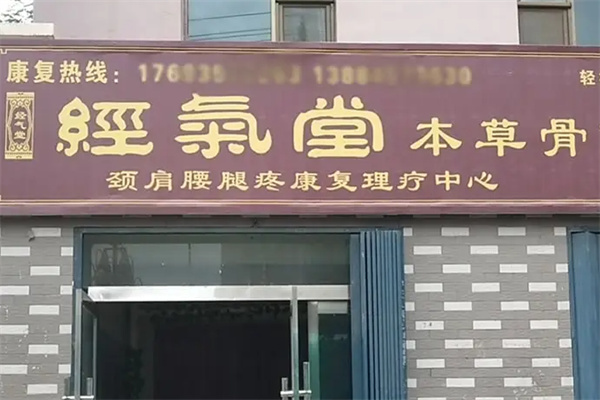 康复热线：
轻
經氣堂 本草骨
颈肩腰腿疼康复理疗中心